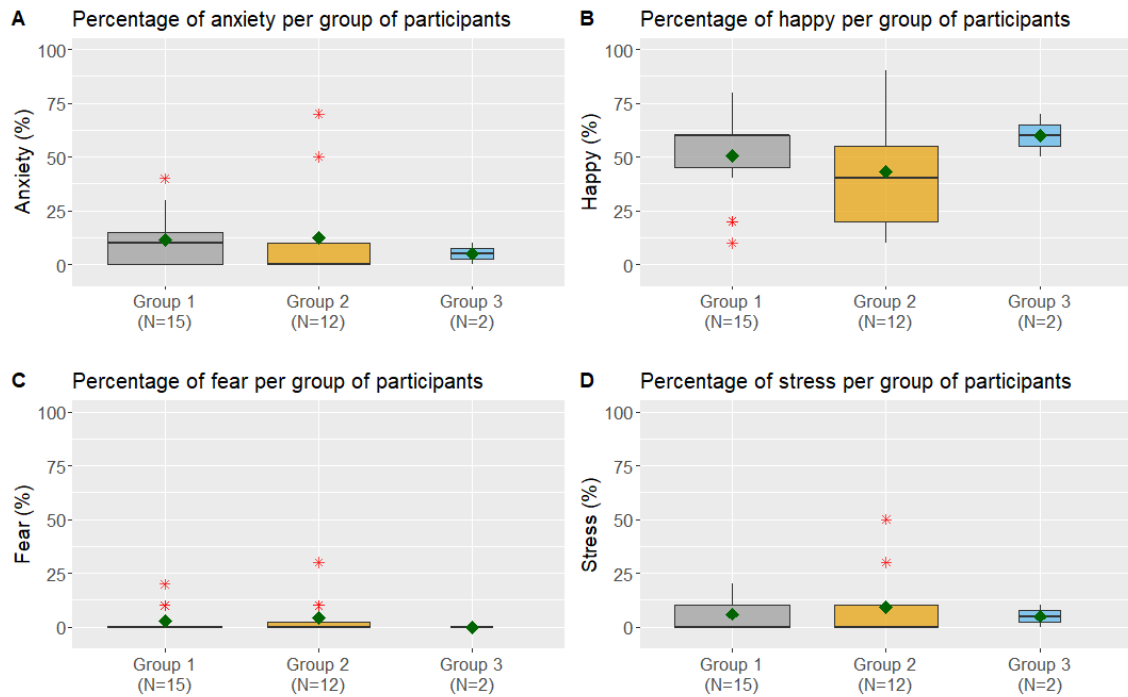 A Percentage of anxiety per group of participants
100
75
50
25
0
Anxiety (%)
Group 1
(N=15)
Group 2
(N=12)
Group 3
(N=2)
B Percentage of happy per group of participants
100
75
50
25
0
Happy (%)
Group 1
(N=15)
Group 2
(N=12)
Group 3
(N=2)
C Percentage of fear per group of participants
100
75
50
25
0
Fear (%)
Group 1
(N=15)
Group 2
(N=12)
Group 3
(N=2)
D Percentage of stress per group of participants
100
75
50
25
0
Stress (%)
Group 1
(N=15)
Group 2
(N=12)
Group 3
(N=2)